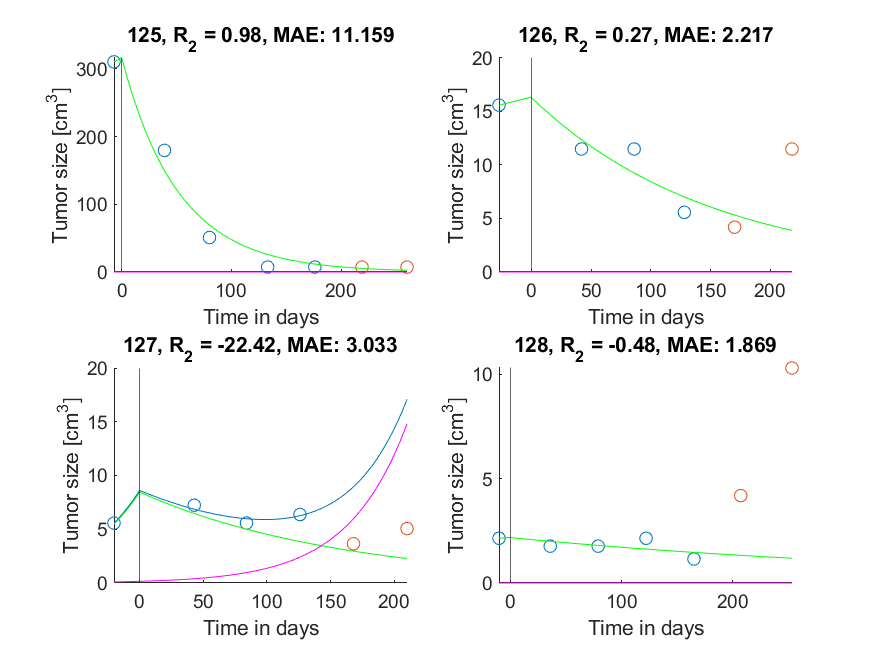 125, R2 = 0.98, MAE: 11.159
Tumor size [cm3]
300
200
100
0
0 100 200
Time in days
126, R2 = 0.27, MAE: 2.217
Tumor size [cm3]
20
15
10
5
0
0 50 100 150 200
Time in days
127, R2 = -22.42, MAE: 3.033
Tumor size [cm3]
20
15
10
5
0
0 50 100 150 200
Time in days
128, R2 = -0.48, MAE: 1.869
Tumor size [cm3]
10
5
0
0 100 200
Time in days